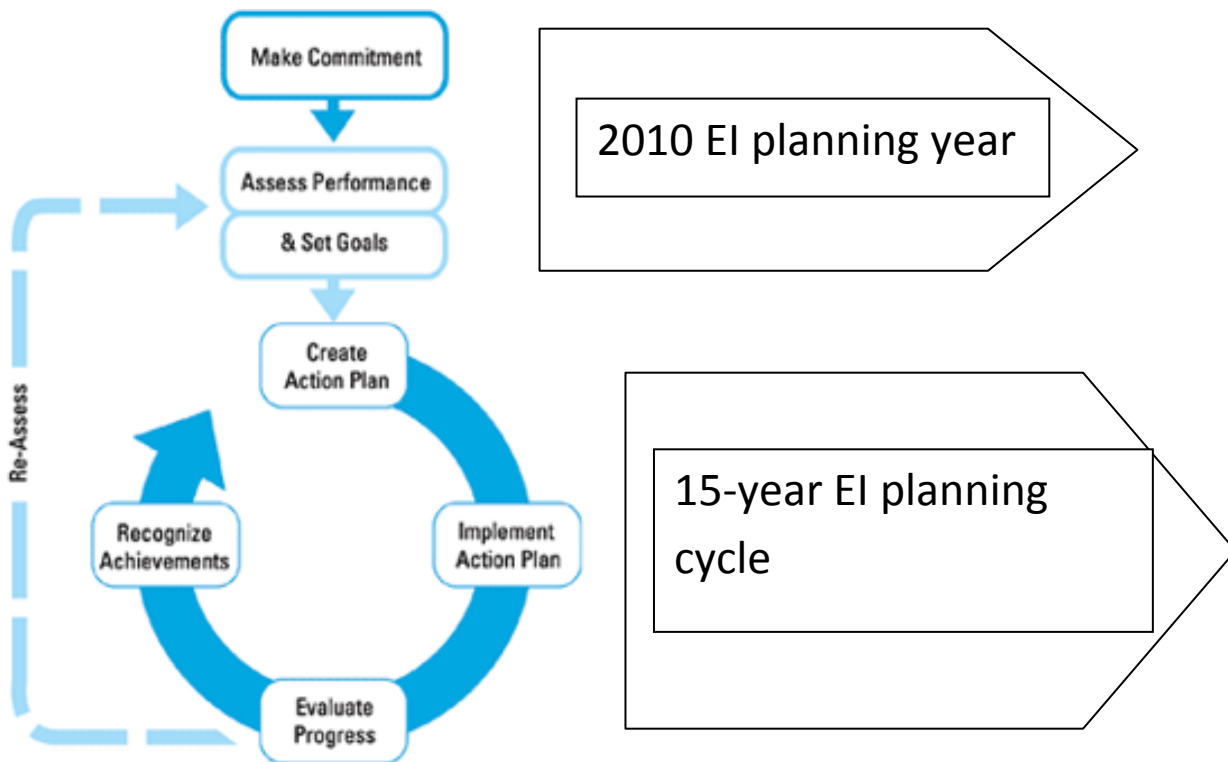 Make Commitment
2010 EI planning year
Assess Performance
& Set Goals
Create
Action Plan
Re-Assess
15-year EI planning
cycle
Recognize
Achievements
Implement
Action Plan
Evaluate
Progress